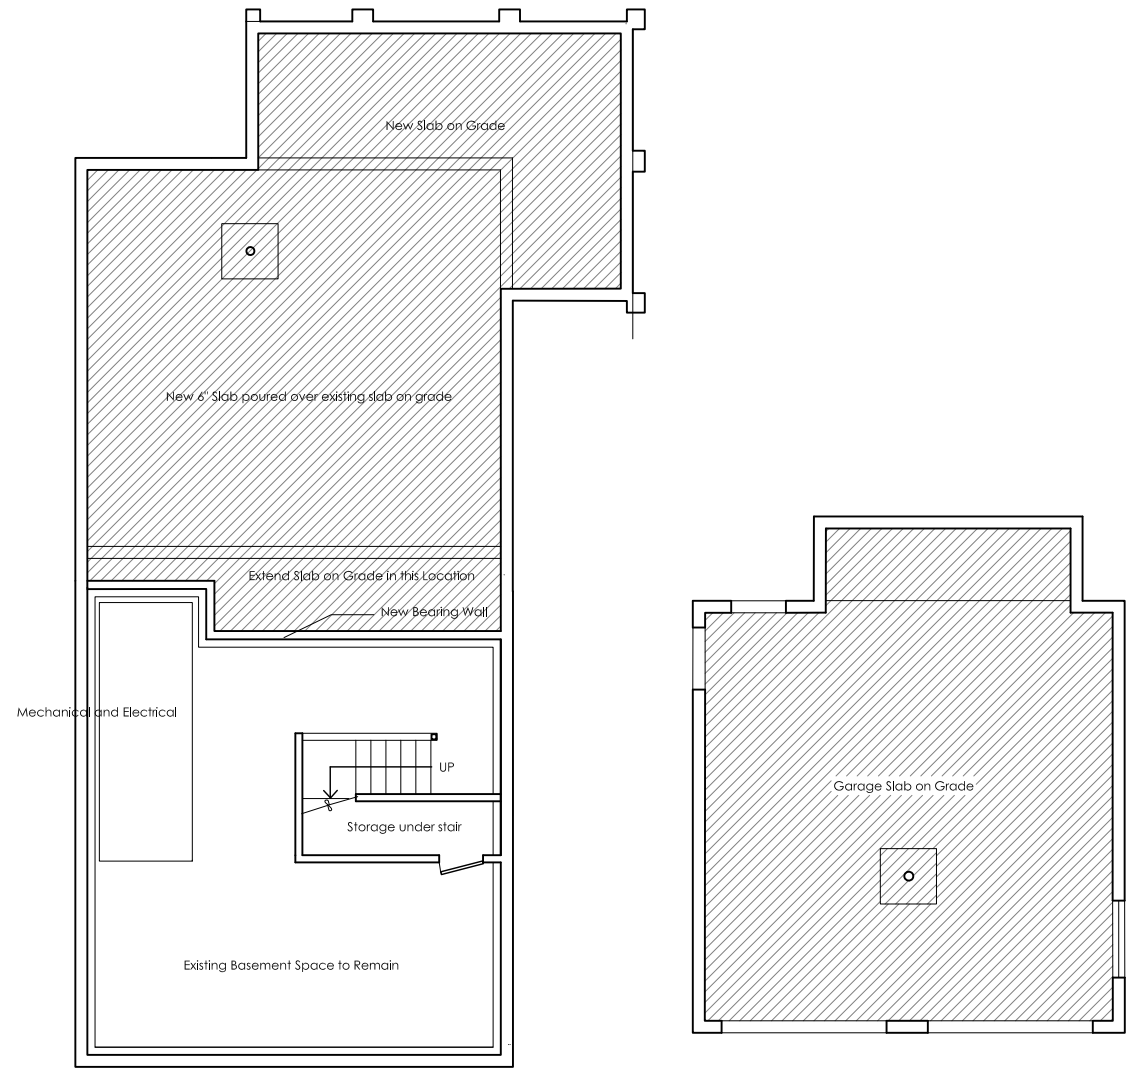 New Slab on Grade
New 6" Slab poured over existing slab on grade
Extend Slab on Grade in this Location
New Bearing Wall
Mechanical and Electrical
UP
Garage Slab on Grade
Storage under stair
Existing Basement Space to Remain